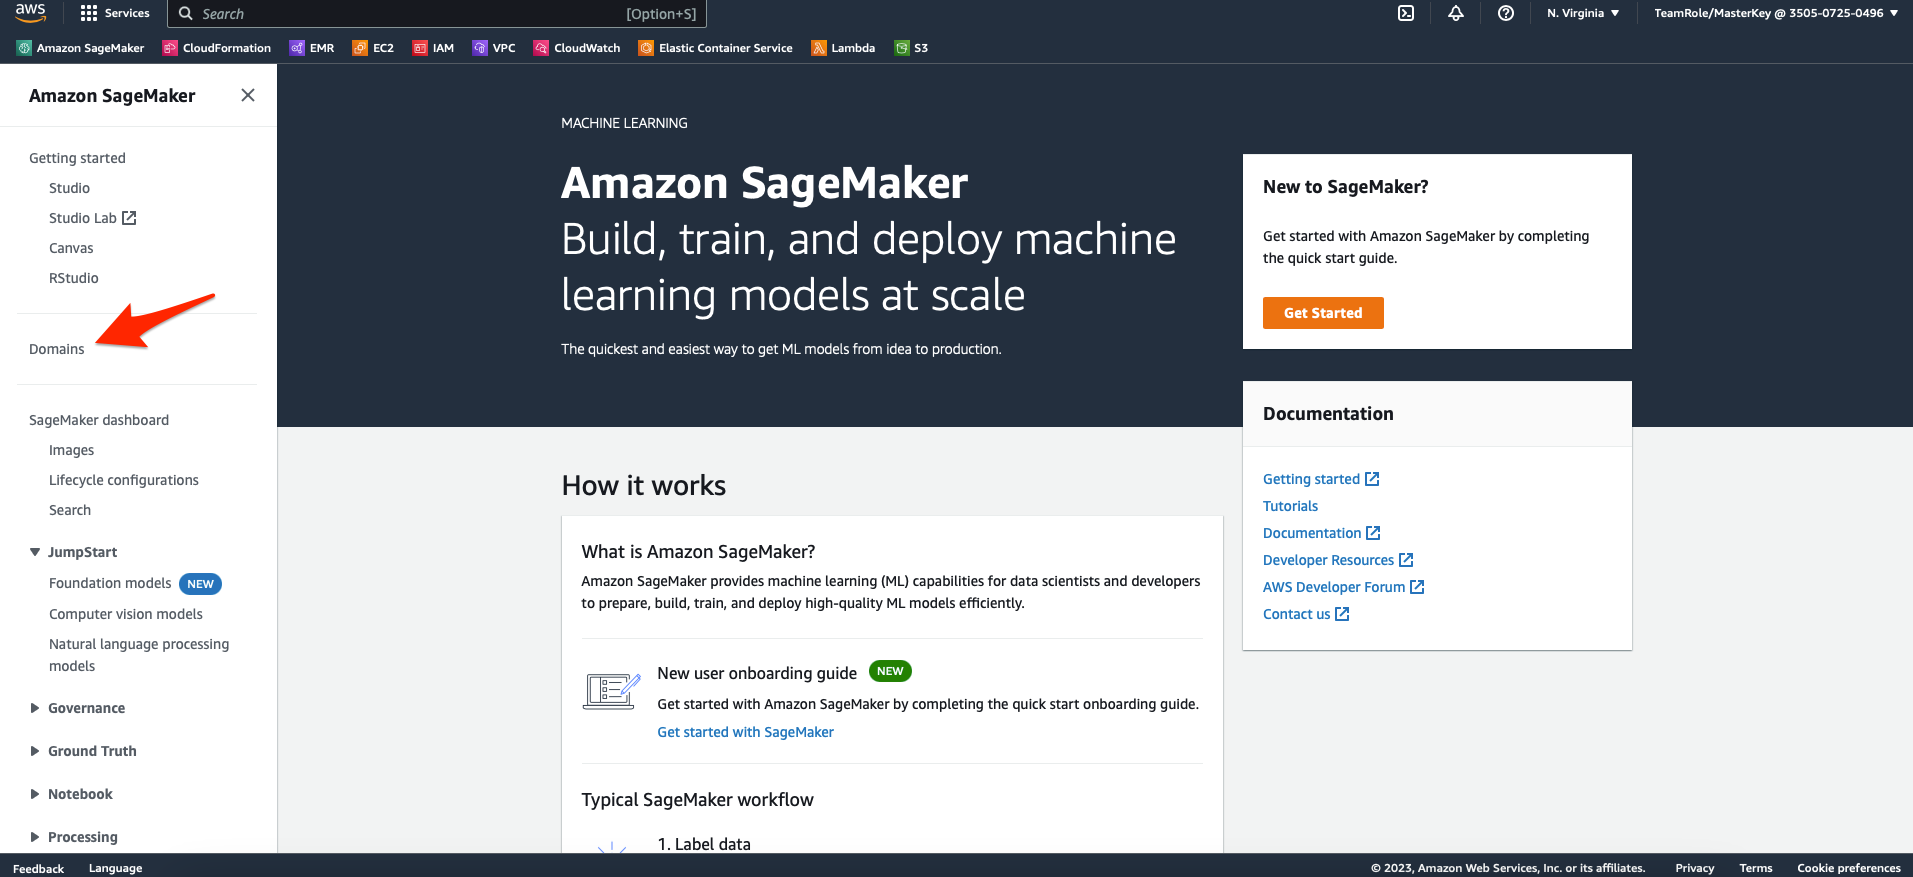 aws
Services
Search
[Option+S]
N. Virginia
TeamRole/MasterKey @ 3505-0725-0496
Amazon SageMaker
CloudFormation
EMR
EC2
IAM
VPC
CloudWatch
Elastic Container Service
Lambda
S3
Amazon SageMaker
Getting started
Studio
Studio Lab
Canvas
RStudio
Domains
SageMaker dashboard
Images
Lifecycle configurations
Search
JumpStart
Foundation models NEW
Computer vision models
Natural language processing
models
Governance
Ground Truth
Notebook
Processing
MACHINE LEARNING
Amazon SageMaker
Build, train, and deploy machine
learning models at scale
The quickest and easiest way to get ML models from idea to production.
New to SageMaker?
Get started with Amazon SageMaker by completing
the quick start guide.
Get Started
Documentation
Getting started
Tutorials
Documentation
Developer Resources
AWS Developer Forum
Contact us
How it works
What is Amazon SageMaker?
Amazon SageMaker provides machine learning (ML) capabilities for data scientists and developers
to prepare, build, train, and deploy high-quality ML models efficiently.
New user onboarding guide NEW
Get started with Amazon SageMaker by completing the quick start onboarding guide.
Get started with SageMaker
Typical SageMaker workflow
1. Label data
Feedback
Language
© 2023, Amazon Web Services, Inc. or its affiliates.
Privacy
Terms
Cookie preferences